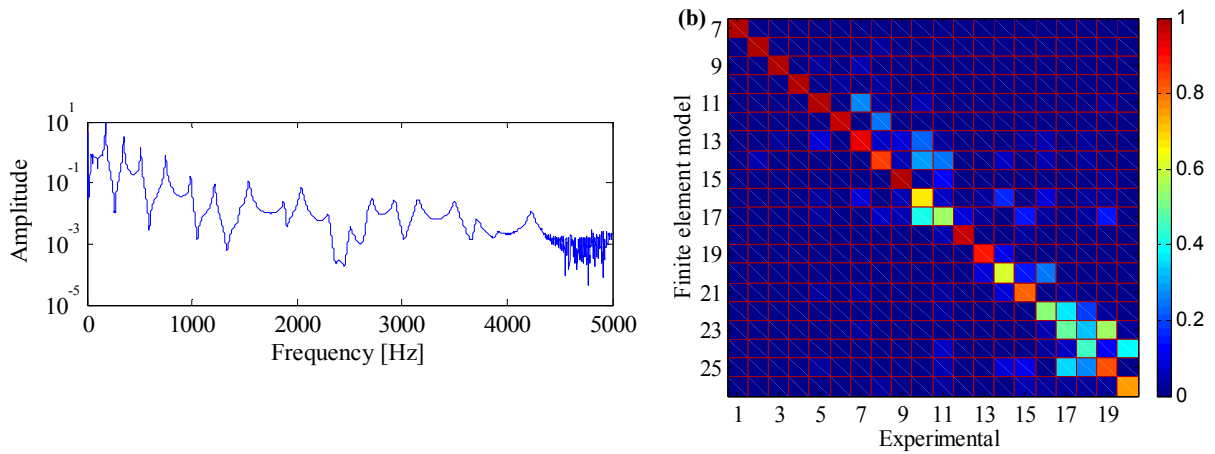 10^1
10^-1
10^-3
10^-5
Amplitude
0 1000 2000 3000 4000 5000
Frequency [Hz]
(b)
7
9
11
13
15
17
19
21
23
25
Finite element model
1 3 5 7 9 11 13 15 17 19
Experimental
1
0.8
0.6
0.4
0.2
0